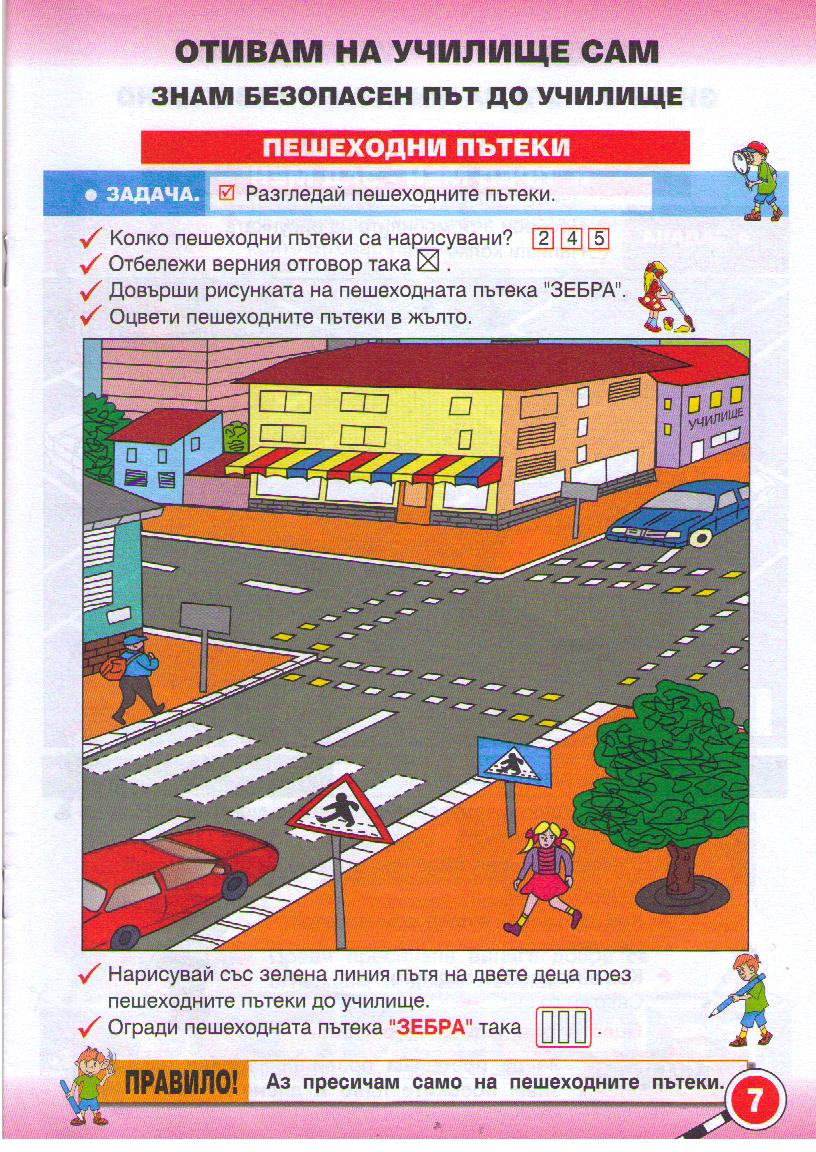 ОТИВАМ НА УЧИЛИЩЕ САМ
ЗНАМ БЕЗОПАСЕН ПЪТ ДО УЧИЛИЩЕ
ПЕШЕХОДНИ ПЪТЕКИ
• ЗАДАЧА. Разгледай пешеходните пътеки.
Колко пешеходни пътеки са нарисувани? 2 4 5
Отбележи верния отговор така .
Довърши рисунката на пешеходната пътека "ЗЕБРА".
Оцвети пешеходните пътеки в жълто.
УЧИЛИЩЕ
Нарисувай със зелена линия пътя на двете деца през
пешеходните пътеки до училище.
Огради пешеходната пътека "ЗЕБРА" така .
ПРАВИЛО! Аз пресичам само на пешеходните пътеки.
7